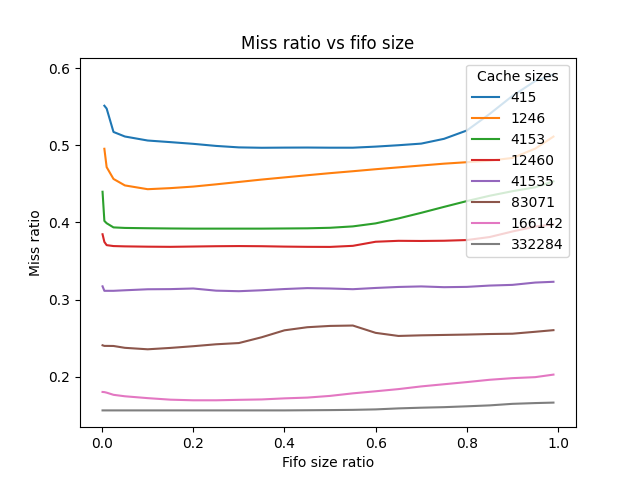 Miss ratio vs fifo size
Cache sizes
415
1246
4153
12460
41535
83071
166142
332284
0.6
0.5
0.4
0.3
0.2
Miss ratio
0.0 0.2 0.4 0.6 0.8 1.0
Fifo size ratio